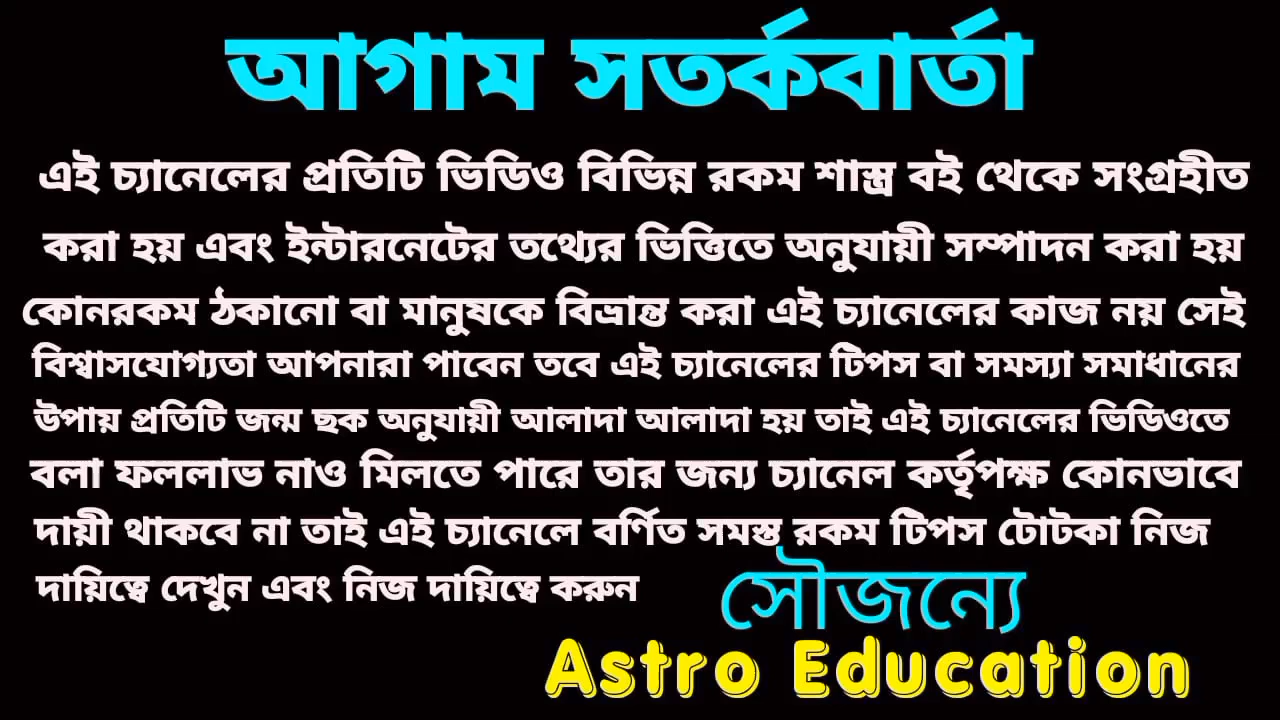 আগাম সতর্কবার্তা
এই চ্যানেলের প্রতিটি ভিডিও বিভিন্ন রকম শাস্ত্র বই থেকে সংগ্রহীত
করা হয় এবং ইন্টারনেটের তথ্যের ভিত্তিতে অনুযায়ী সম্পাদন করা হয়
কোনরকম ঠকানো বা মানুষকে বিভ্রান্ত করা এই চ্যানেলের কাজ নয় সেই
বিশ্বাসযোগ্যতা আপনারা পাবেন তবে এই চ্যানেলের টিপস বা সমস্যা সমাধানের
উপায় প্রতিটি জন্ম ছক অনুযায়ী আলাদা আলাদা হয় তাই এই চ্যানেলের ভিডিওতে
বলা ফললাভ নাও মিলতে পারে তার জন্য চ্যানেল কর্তৃপক্ষ কোনভাবে
দায়ী থাকবে না তাই এই চ্যানেলে বর্ণিত সমস্ত রকম টিপস টোটকা নিজ
দায়িত্বে দেখুন এবং নিজ দায়িত্বে করুন
সৌজন্যে
Astro Education